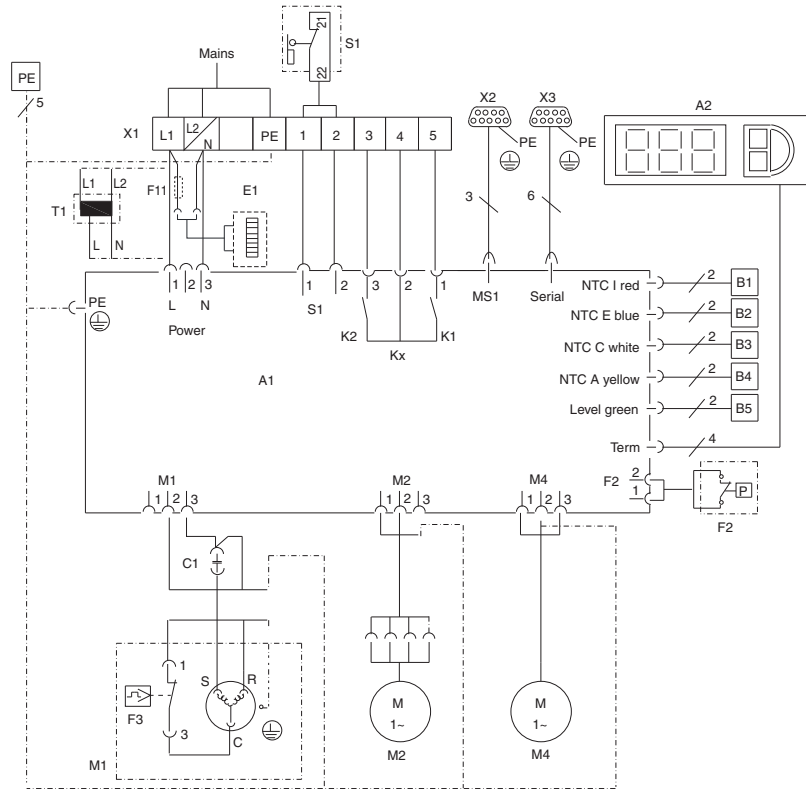 21
S1
22
Mains
PE
5
X1
L1
L2
N
PE
1
2
3
4
5
X2
X3
PE
PE
A2
F11
E1
L1
L2
T1
L
N
3
6
1
2
3
1
2
3
2
1
MS1
Serial
L
N
S1
Power
K2
K1
Kx
PE
A1
NTC I red
2
B1
NTC E blue
2
B2
NTC C white
2
B3
NTC A yellow
2
B4
Level green
2
B5
Term
4
F2
2
1
P
F2
M1
1
2
3
M2
1
2
3
M4
1
2
3
C1
1
S
R
F3
3
C
M1
M
1~
M2
M
1~
M4